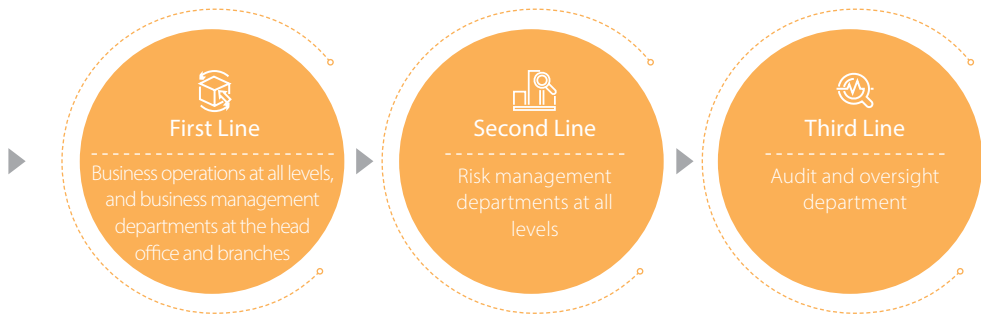 First Line
Business operations at all levels,
and business management
departments at the head
office and branches
Second Line
Risk management
departments at all
levels
Third Line
Audit and oversight
department